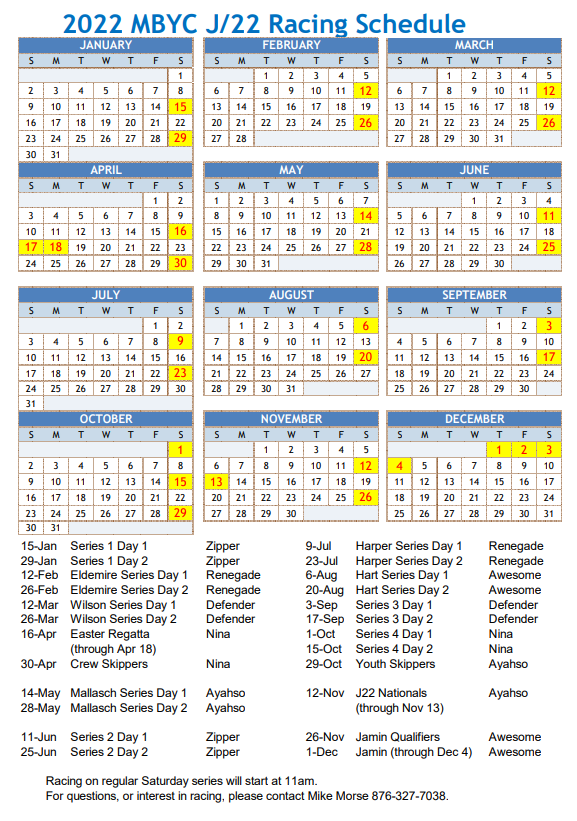 2022 MBYC J/22 Racing Schedule
JANUARY FEBRUARY MARCH
S M T W T F S S M T W T F S S M T W T F S
1 1 2 3 4 5 1 2 3 4 5
2 3 4 5 6 7 8 6 7 8 9 10 11 12 6 7 8 9 10 11 12
9 10 11 12 13 14 15 13 14 15 16 17 18 19 13 14 15 16 17 18 19
16 17 18 19 20 21 22 20 21 22 23 24 25 26 20 21 22 23 24 25 26
23 24 25 26 27 28 29 27 28 27 28 29 30 31
30 31
APRIL MAY JUNE
S M T W T F S S M T W T F S S M T W T F S
1 2 1 2 3 4 5 6 7 1 2 3 4
3 4 5 6 7 8 9 8 9 10 11 12 13 14 5 6 7 8 9 10 11
10 11 12 13 14 15 16 15 16 17 18 19 20 21 12 13 14 15 16 17 18
17 18 19 20 21 22 23 22 23 24 25 26 27 28 19 20 21 22 23 24 25
24 25 26 27 28 29 30 29 30 31 26 27 28 29 30
JULY AUGUST SEPTEMBER
S M T W T F S S M T W T F S S M T W T F S
1 2 1 2 3 4 5 6 1 2 3
3 4 5 6 7 8 9 7 8 9 10 11 12 13 4 5 6 7 8 9 10
10 11 12 13 14 15 16 14 15 16 17 18 19 20 11 12 13 14 15 16 17
17 18 19 20 21 22 23 21 22 23 24 25 26 27 18 19 20 21 22 23 24
24 25 26 27 28 29 30 28 29 30 31 25 26 27 28 29 30
31
OCTOBER NOVEMBER DECEMBER
S M T W T F S S M T W T F S S M T W T F S
1 1 2 3 4 5 1 2 3
2 3 4 5 6 7 8 6 7 8 9 10 11 12 4 5 6 7 8 9 10
9 10 11 12 13 14 15 13 14 15 16 17 18 19 11 12 13 14 15 16 17
16 17 18 19 20 21 22 20 21 22 23 24 25 26 18 19 20 21 22 23 24
23 24 25 26 27 28 29 27 28 29 30 25 26 27 28 29 30 31
30 31
15-Jan Series 1 Day 1 Zipper
29-Jan Series 1 Day 2 Zipper
12-Feb Eldemire Series Day 1 Renegade
26-Feb Eldemire Series Day 2 Renegade
12-Mar Wilson Series Day 1 Defender
26-Mar Wilson Series Day 2 Defender
16-Apr Easter Regatta Nina
(through Apr 18)
30-Apr Crew Skippers Nina
14-May Mallasch Series Day 1 Ayahso
28-May Mallasch Series Day 2 Ayahso
11-Jun Series 2 Day 1 Zipper
25-Jun Series 2 Day 2 Zipper
9-Jul Harper Series Day 1 Renegade
23-Jul Harper Series Day 2 Renegade
6-Aug Hart Series Day 1 Awesome
20-Aug Hart Series Day 2 Awesome
3-Sep Series 3 Day 1 Defender
17-Sep Series 3 Day 2 Defender
1-Oct Series 4 Day 1 Nina
15-Oct Series 4 Day 2 Nina
29-Oct Youth Skippers Ayahso
12-Nov J22 Nationals Ayahso
(through Nov 13)
26-Nov Jamin Qualifiers Awesome
1-Dec Jamin (through Dec 4) Awesome
Racing on regular Saturday series will start at 11am.
For questions, or interest in racing, please contact Mike Morse 876-327-7038.